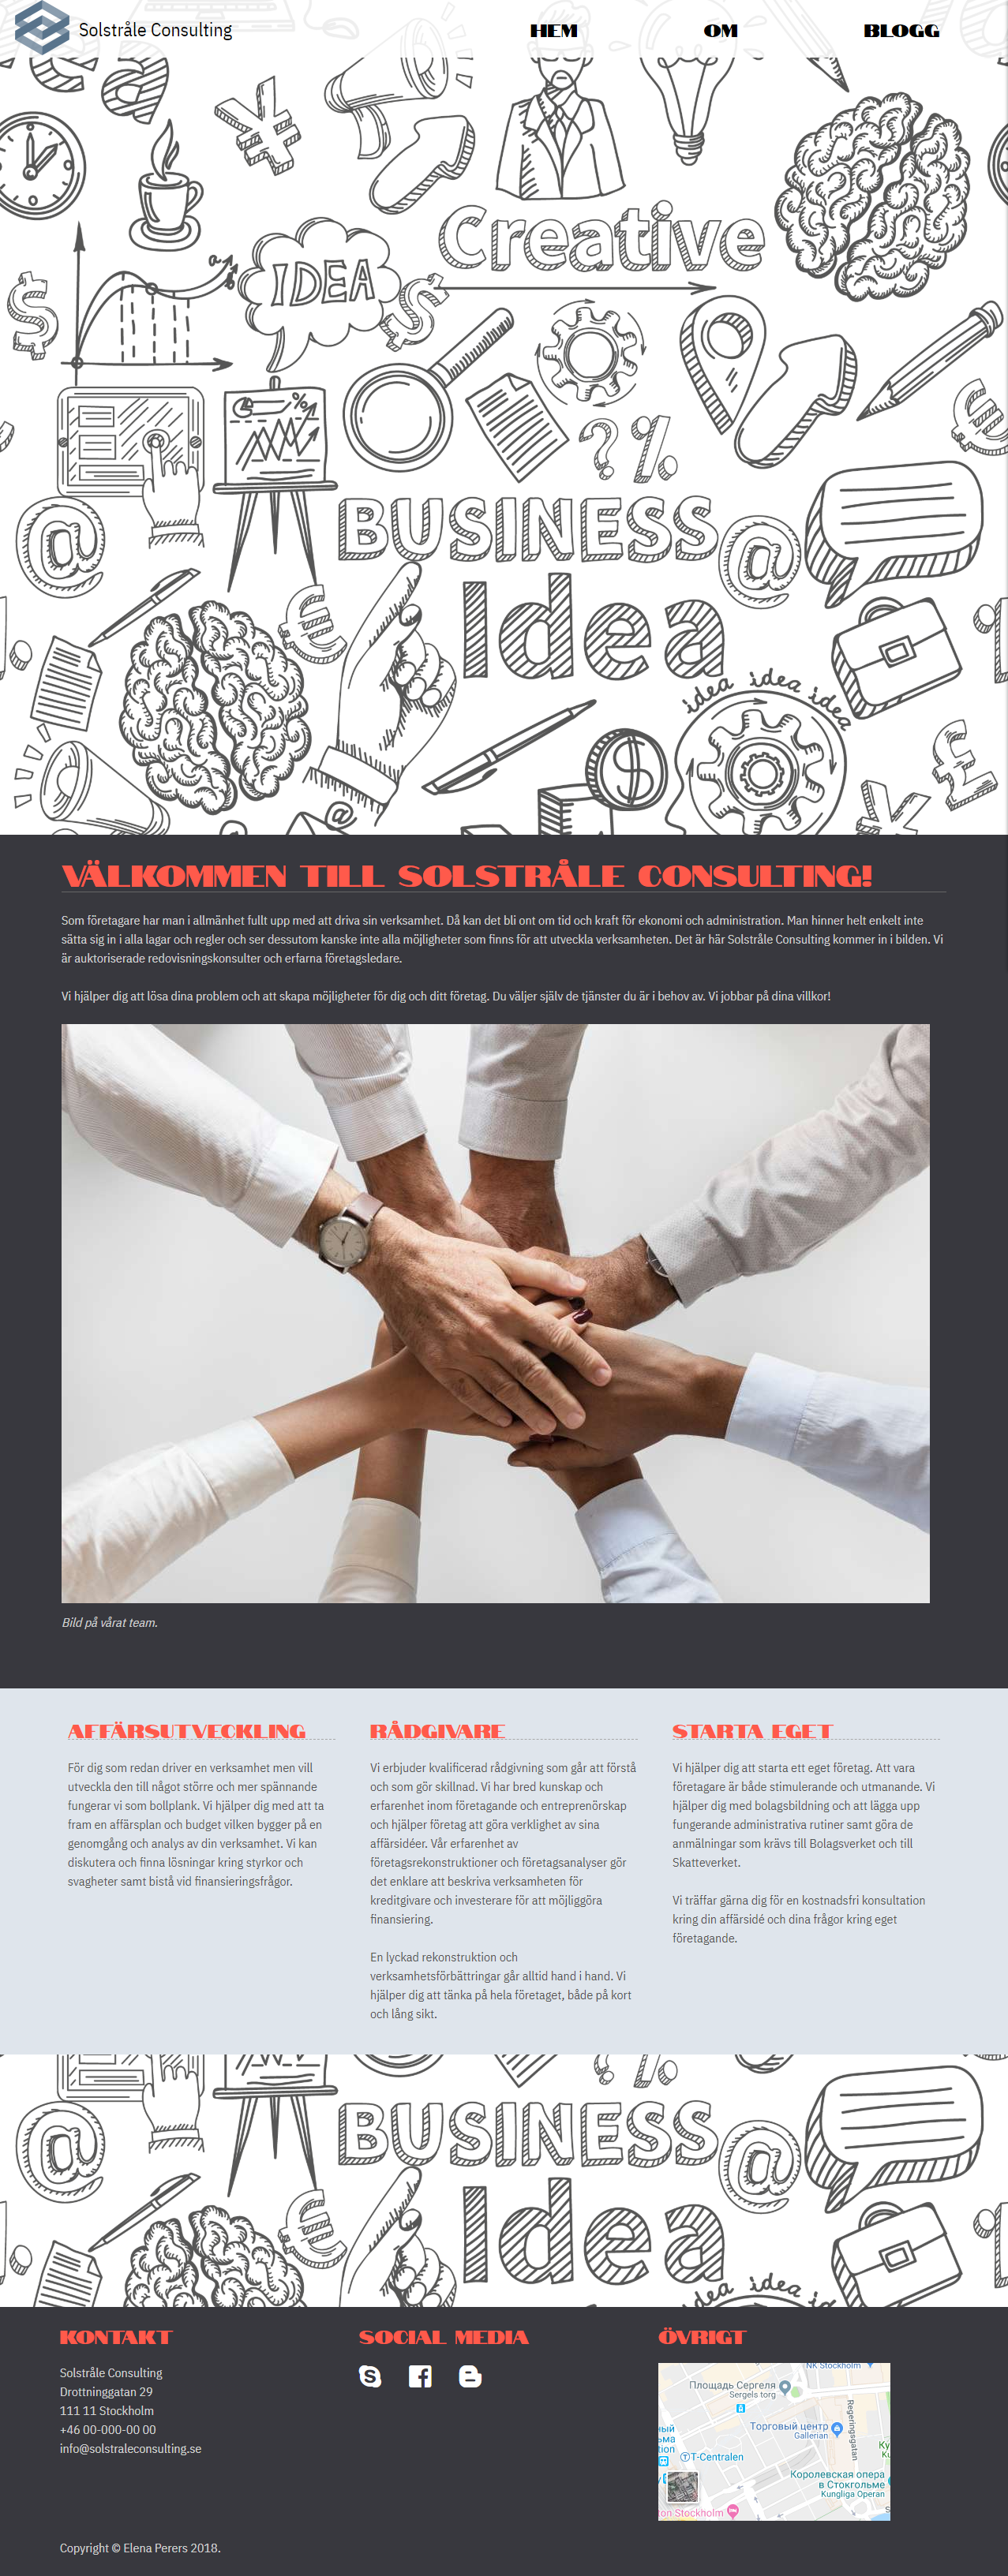 Solstråle Consulting
HEM
OM
BLOGG
Creative
IDEA
BUSINESS
Idea
idea idea idea
VÄLKOMMEN TILL SOLSTRÅLE CONSULTING!
Som företagare har man i allmänhet fullt upp med att driva sin verksamhet. Då kan det bli ont om tid och kraft för ekonomi och administration. Man hinner helt enkelt inte
sätta sig in i alla lagar och regler och ser dessutom kanske inte alla möjligheter som finns för att utveckla verksamheten. Det är här Solstråle Consulting kommer in i bilden. Vi
är auktoriserade redovisningskonsulter och erfarna företagsledare.
Vi hjälper dig att lösa dina problem och att skapa möjligheter för dig och ditt företag. Du väljer själv de tjänster du är i behov av. Vi jobbar på dina villkor!
Bild på vårat team.
AFFÄRSUTVECKLING
För dig som redan driver en verksamhet men vill
utveckla den till något större och mer spännande
fungerar vi som bollplank. Vi hjälper dig med att ta
fram en affärsplan och budget vilken bygger på en
genomgång och analys av din verksamhet. Vi kan
diskutera och finna lösningar kring styrkor och
svagheter samt bistå vid finansieringsfrågor.
RÅDGIVARE
Vi erbjuder kvalificerad rådgivning som går att förstå
och som gör skillnad. Vi har bred kunskap och
erfarenhet inom företagande och entreprenörskap
och hjälper företag att göra verklighet av sina
affärsidéer. Vår erfarenhet av
företagsrekonstruktioner och företagsanalyser gör
det enklare att beskriva verksamheten för
kreditgivare och investerare för att möjliggöra
finansiering.
En lyckad rekonstruktion och
verksamhetsförbättringar går alltid hand i hand. Vi
hjälper dig att tänka på hela företaget, både på kort
och lång sikt.
STARTA EGET
Vi hjälper dig att starta ett eget företag. Att vara
företagare är både stimulerande och utmanande. Vi
hjälper dig med bolagsbildning och att lägga upp
fungerande administrativa rutiner samt göra de
anmälningar som krävs till Bolagsverket och till
Skatteverket.
Vi träffar gärna dig för en kostnadsfri konsultation
kring din affärsidé och dina frågor kring eget
företagande.
BUSINESS
Idea
idea idea
KONTAKT
Solstråle Consulting
Drottninggatan 29
111 11 Stockholm
+46 00-000-00 00
info@solstraleconsulting.se
SOCIAL MEDIA
ÖVRIGT
NK Stockholm
Площадь Сергеля
Sergels torg
Торговый центр
Gallerian
Regeringsgatan
T-Centralen
Королевская опера
в Стокгольме
Kungliga Operan
ton Stockholm
Copyright © Elena Perers 2018.